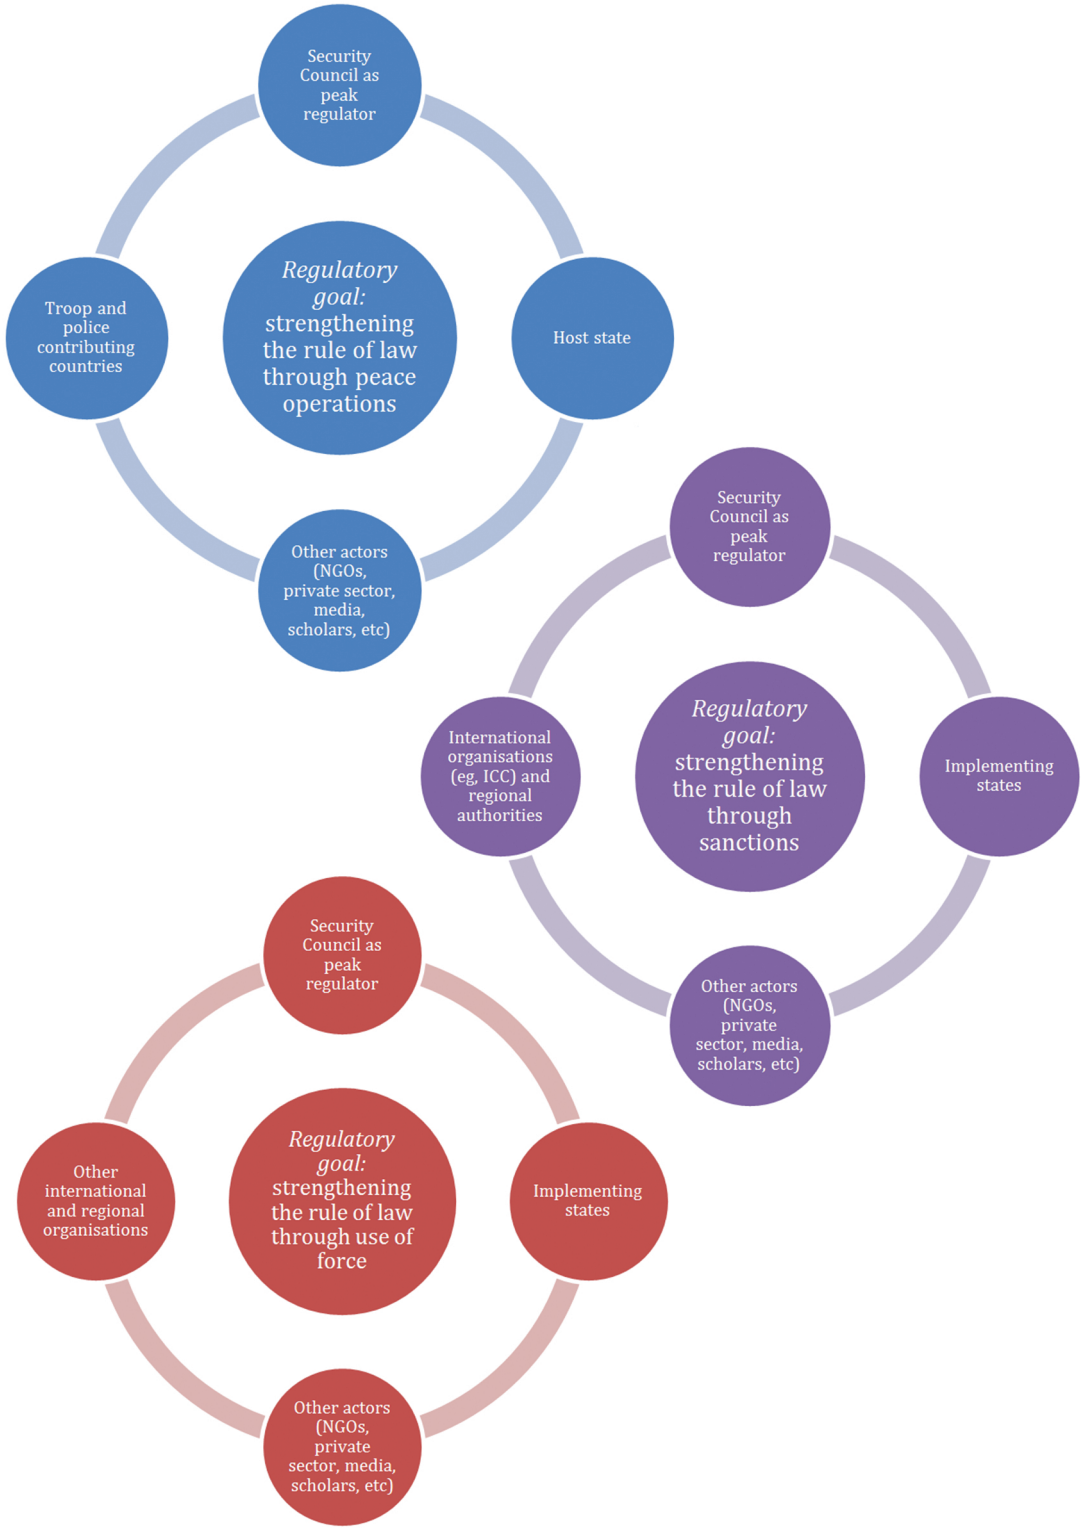 Security
Council as
peak
regulator
Regulatory
goal:
strengthening
the rule of law
through peace
operations
Troop and
police
contributing
countries
Host state
Other actors
(NGOs,
private sector,
media,
scholars, etc)
Security
Council as
peak
regulator
International
organisations
(eg, ICC) and
regional
authorities
Regulatory
goal:
strengthening
the rule of law
through
sanctions
Implementing
states
Other actors
(NGOs,
private
sector, media,
scholars, etc)
Security
Council as
peak
regulator
Other
international
and regional
organisations
Regulatory
goal:
strengthening
the rule of law
through use of
force
Implementing
states
Other actors
(NGOs,
private
sector, media,
scholars, etc)